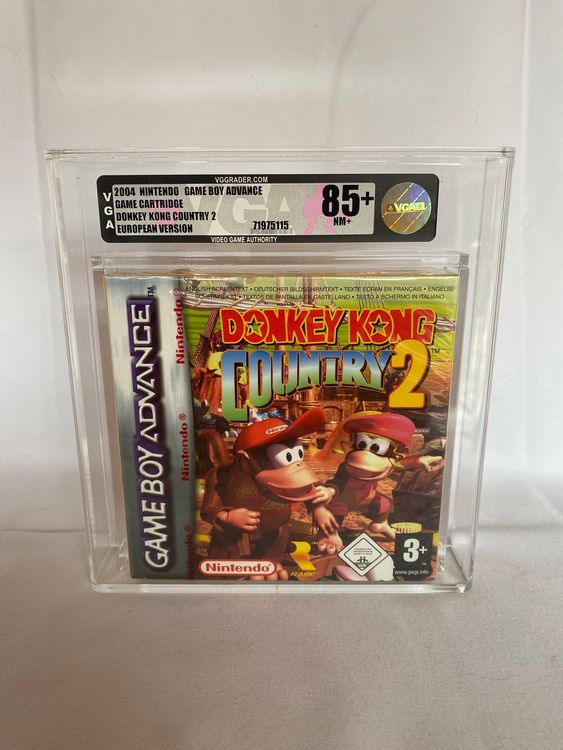 VGGRADER.COM
VGA
2004 NINTENDO GAME BOY ADVANCE
GAME CARTRIDGE
DONKEY KONG COUNTRY 2
EUROPEAN VERSION
71975115
85+
NM+
VGA
VIDEO GAME AUTHORITY
ENGLISH SCREENTEXT • DEUTSCHER BILDSCHIRMTEXT • TEXTE ECRAN EN FRANÇAIS • ENGELSE
SCHERMTEKST • TEXTOS DE PANTALLA EN CASTELLANO • TESTO A SCHERMO IN ITALIANO
DONKEY KONG
COUNTRY 2
TM
GAME BOY ADVANCE
TM
Nintendo®
Nintendo®
Nintendo®
Nintendo
RARE
3+
www.pegi.info